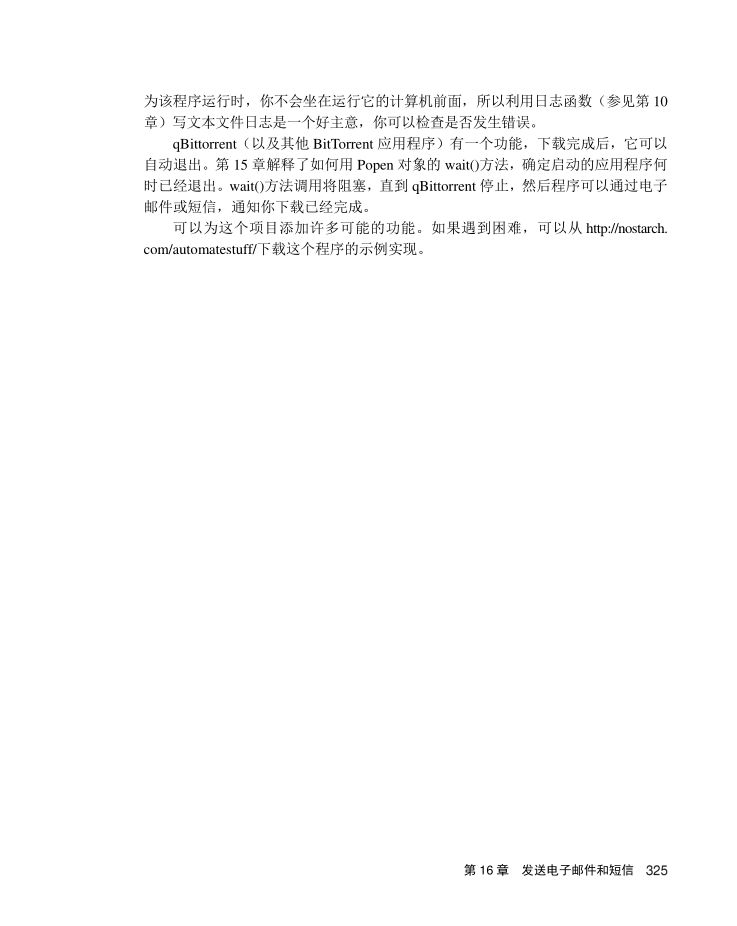 为该程序运行时，你不会坐在运行它的计算机前面，所以利用日志函数（参见第 10
章）写文本文件日志是一个好主意，你可以检查是否发生错误。
qBittorrent（以及其他 BitTorrent 应用程序）有一个功能，下载完成后，它可以
自动退出。第 15 章解释了如何用 Popen 对象的 wait()方法，确定启动的应用程序何
时已经退出。wait()方法调用将阻塞，直到 qBittorrent 停止，然后程序可以通过电子
邮件或短信，通知你下载已经完成。
可以为这个项目添加许多可能的功能。如果遇到困难，可以从 http://nostarch.
com/automatestuff/下载这个程序的示例实现。
第 16 章　发送电子邮件和短信　325